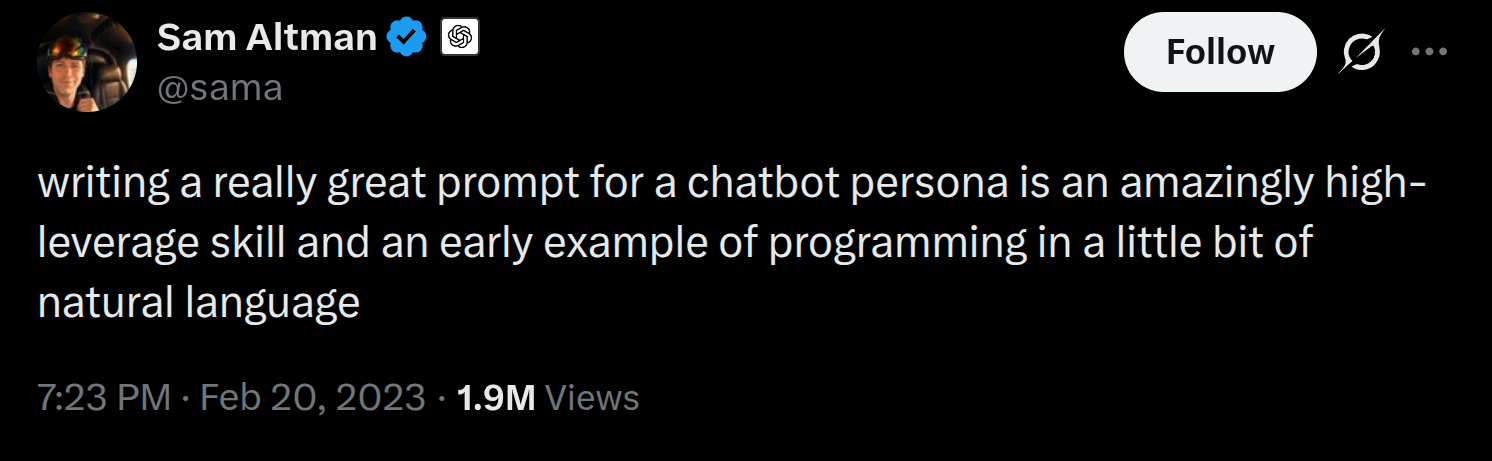 Sam Altman
@sama
Follow
writing a really great prompt for a chatbot persona is an amazingly high-
leverage skill and an early example of programming in a little bit of
natural language
7:23 PM · Feb 20, 2023 · 1.9M Views